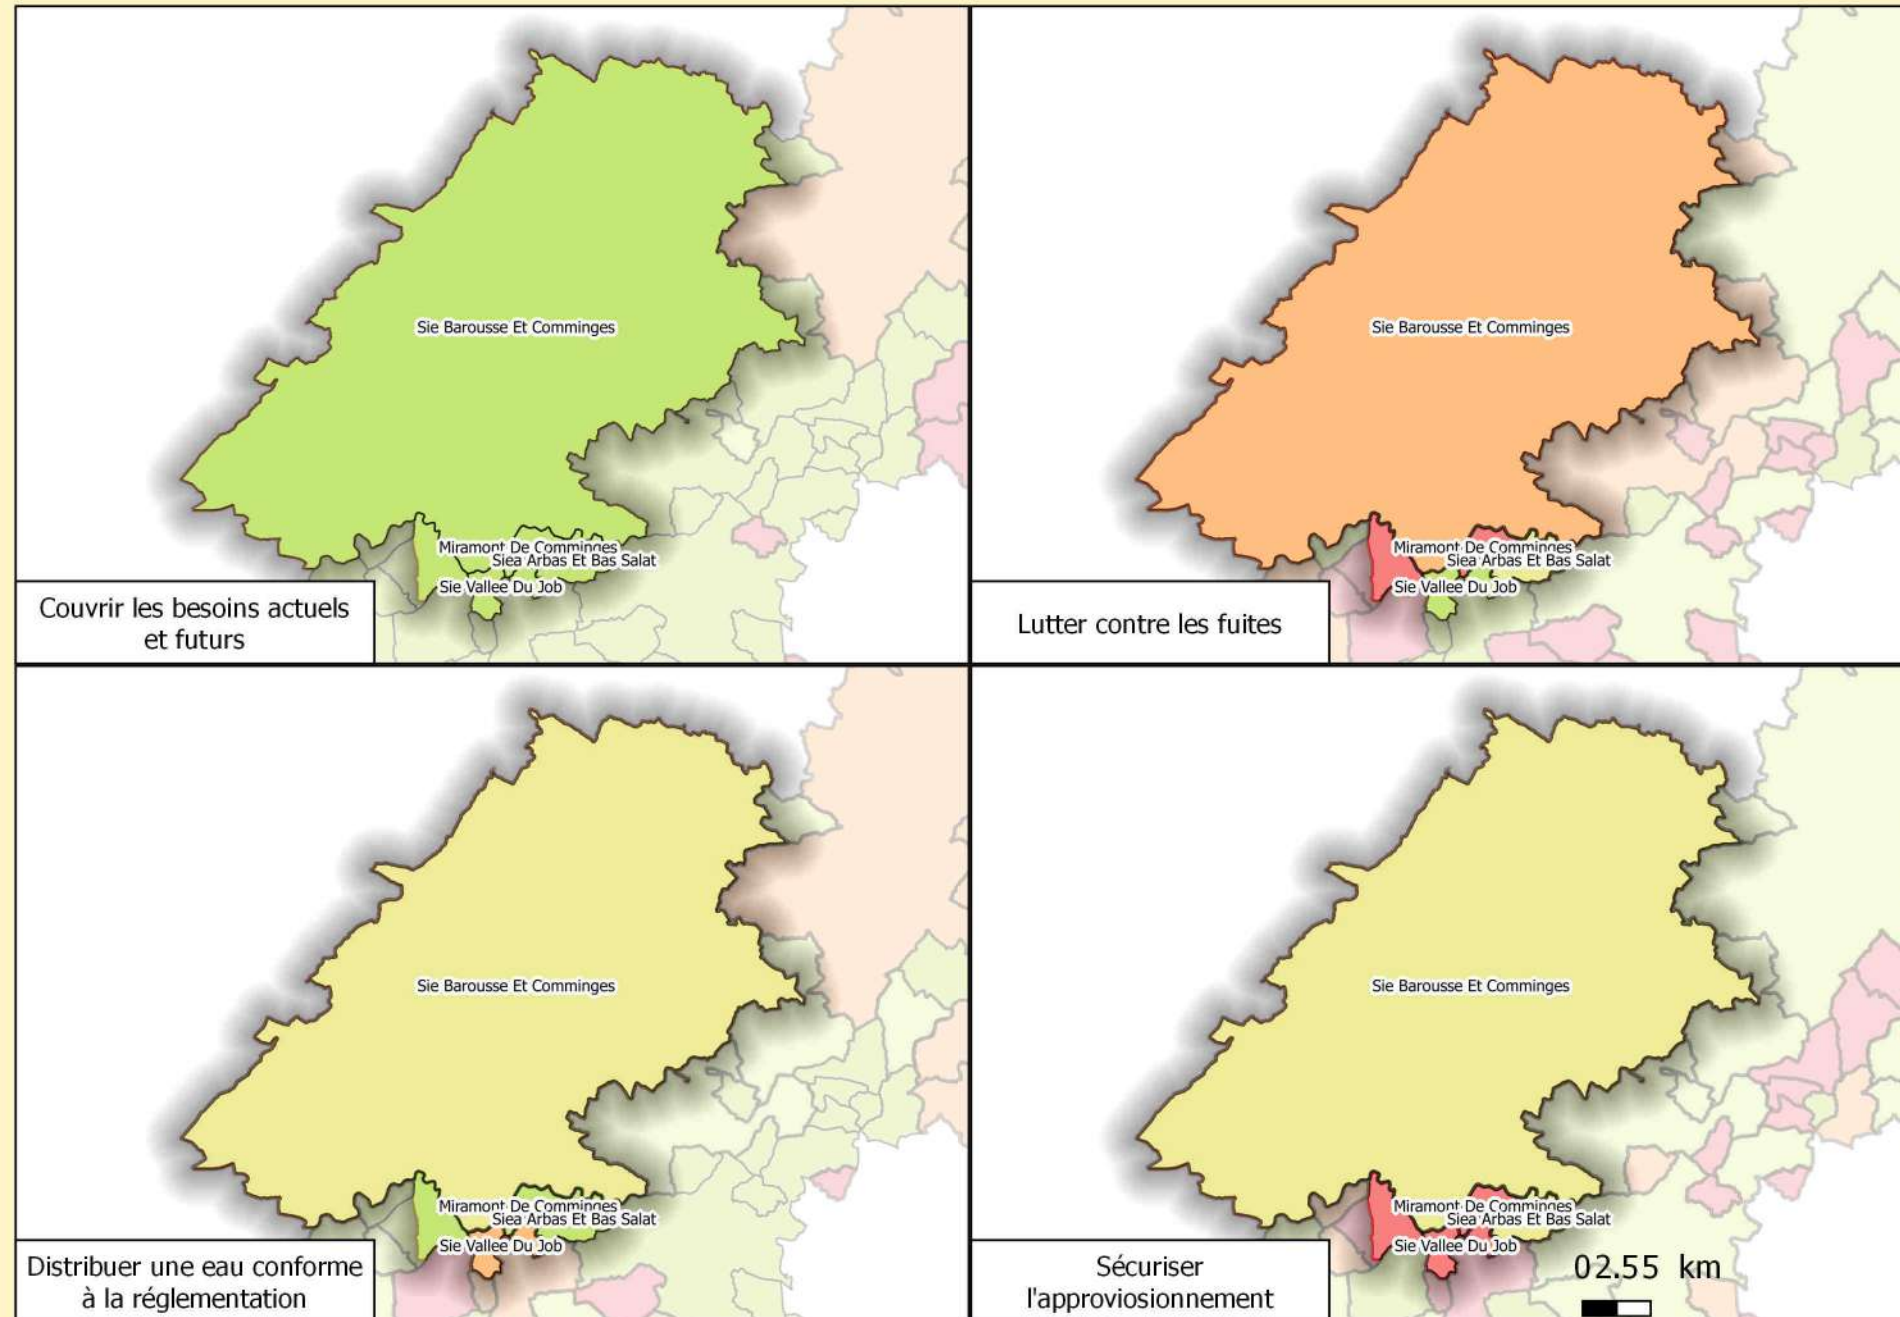 Sie Barousse Et Comminges
Miramont De Comminges
Siea Arbas Et Bas Salat
Sie Vallee Du Job
Couvrir les besoins actuels
et futurs
Sie Barousse Et Comminges
Miramont De Comminges
Siea Arbas Et Bas Salat
Sie Vallee Du Job
Lutter contre les fuites
Sie Barousse Et Comminges
Miramont De Comminges
Siea Arbas Et Bas Salat
Sie Vallee Du Job
Distribuer une eau conforme
à la réglementation
Sie Barousse Et Comminges
Miramont De Comminges
Siea Arbas Et Bas Salat
Sie Vallee Du Job
02.55 km
Sécuriser
l'approviosionnement